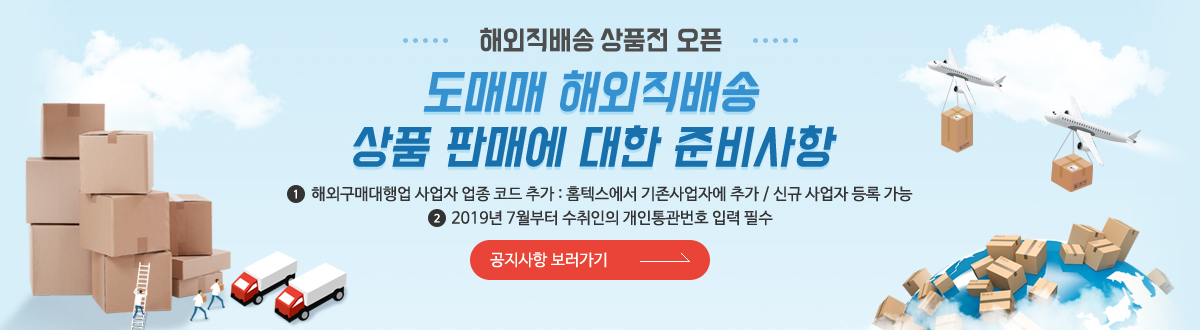 해외직배송 상품전 오픈
도매매 해외직배송
상품 판매에 대한 준비사항
1 해외구매대행업 사업자 업종 코드 추가 : 홈텍스에서 기존사업자에 추가 / 신규 사업자 등록 가능
2 2019년 7월부터 수취인의 개인통관번호 입력 필수
공지사항 보러가기